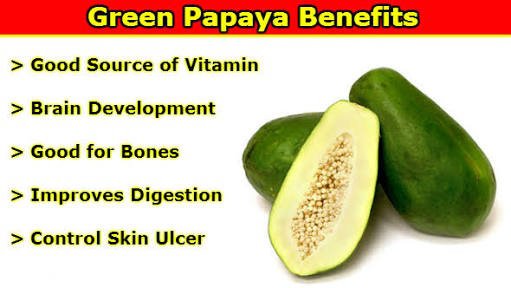 Green Papaya Benefits
> Good Source of Vitamin
> Brain Development
> Good for Bones
> Improves Digestion
> Control Skin Ulcer